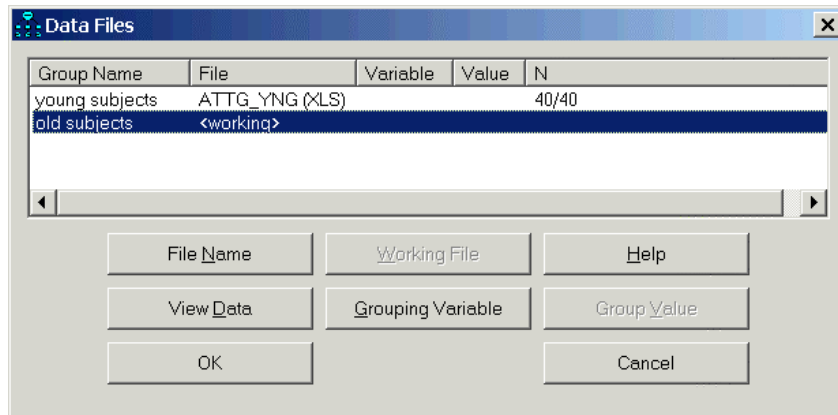 Data Files
Group Name File Variable Value N
young subjects ATTG_YNG (XLS) 40/40
old subjects <working>
File Name Working File Help
View Data Grouping Variable Group Value
OK Cancel